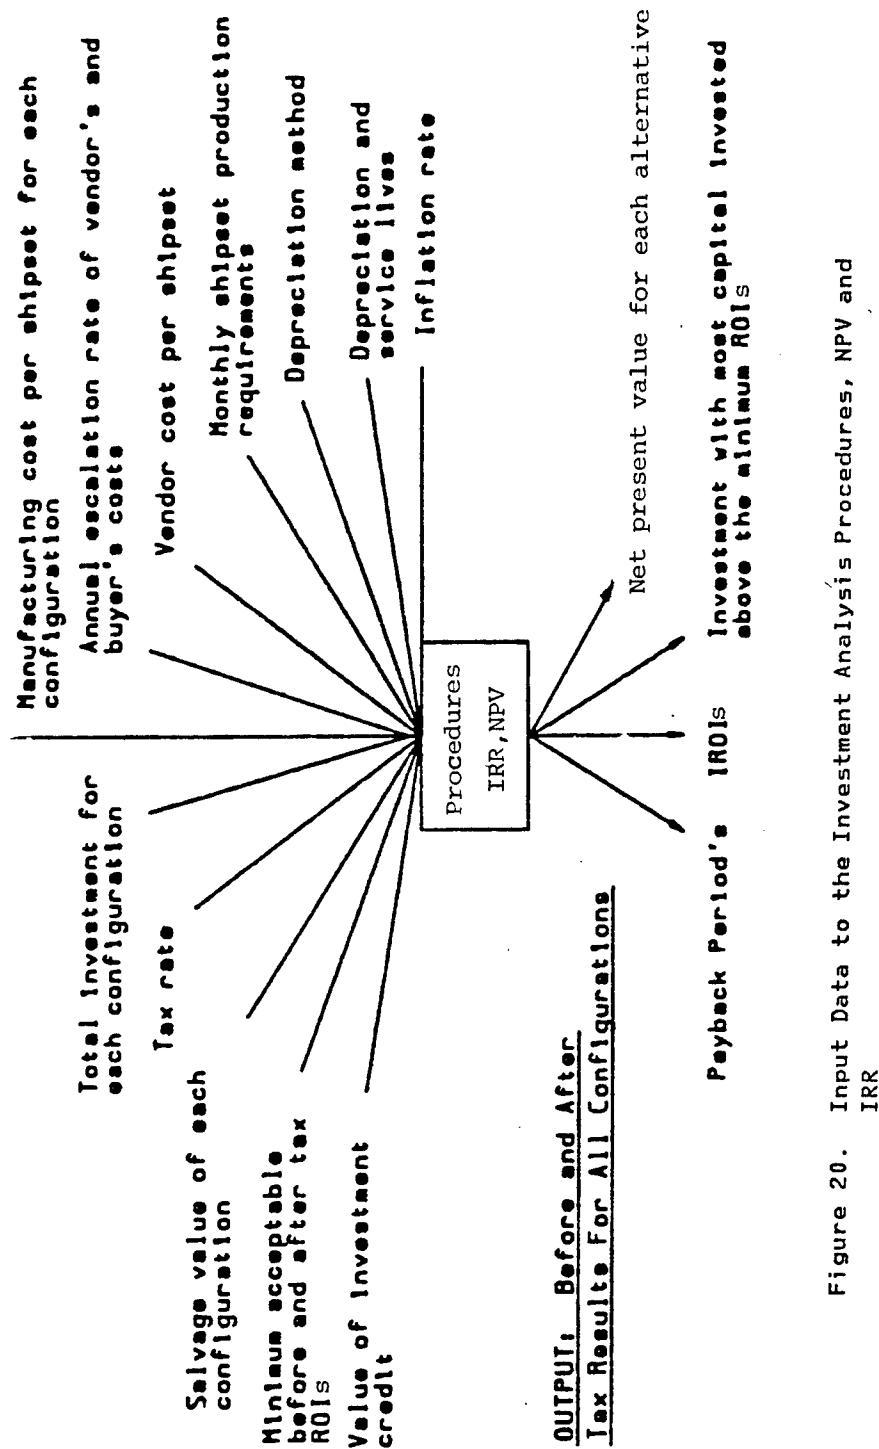 Manufacturing cost per shipset for each
configuration
Total investment for
each configuration
Annual escalation rate of vendor's and
buyer's costs
Tax rate
Vendor cost per shipset
Salvage value of each
configuration
Monthly shipset production
requirements
Minimum acceptable
before and after tax
ROIs
Depreciation method
Value of investment
credit
Depreciation and
service lives
Inflation rate
Procedures
IRR,NPV
OUTPUT: Before and After
Tax Results For All Configurations
Net present value for each alternative
Payback Period's
IROIs
Investment with most capital invested
above the minimum ROIs
Figure 20. Input Data to the Investment Analysis Procedures, NPV and
IRR